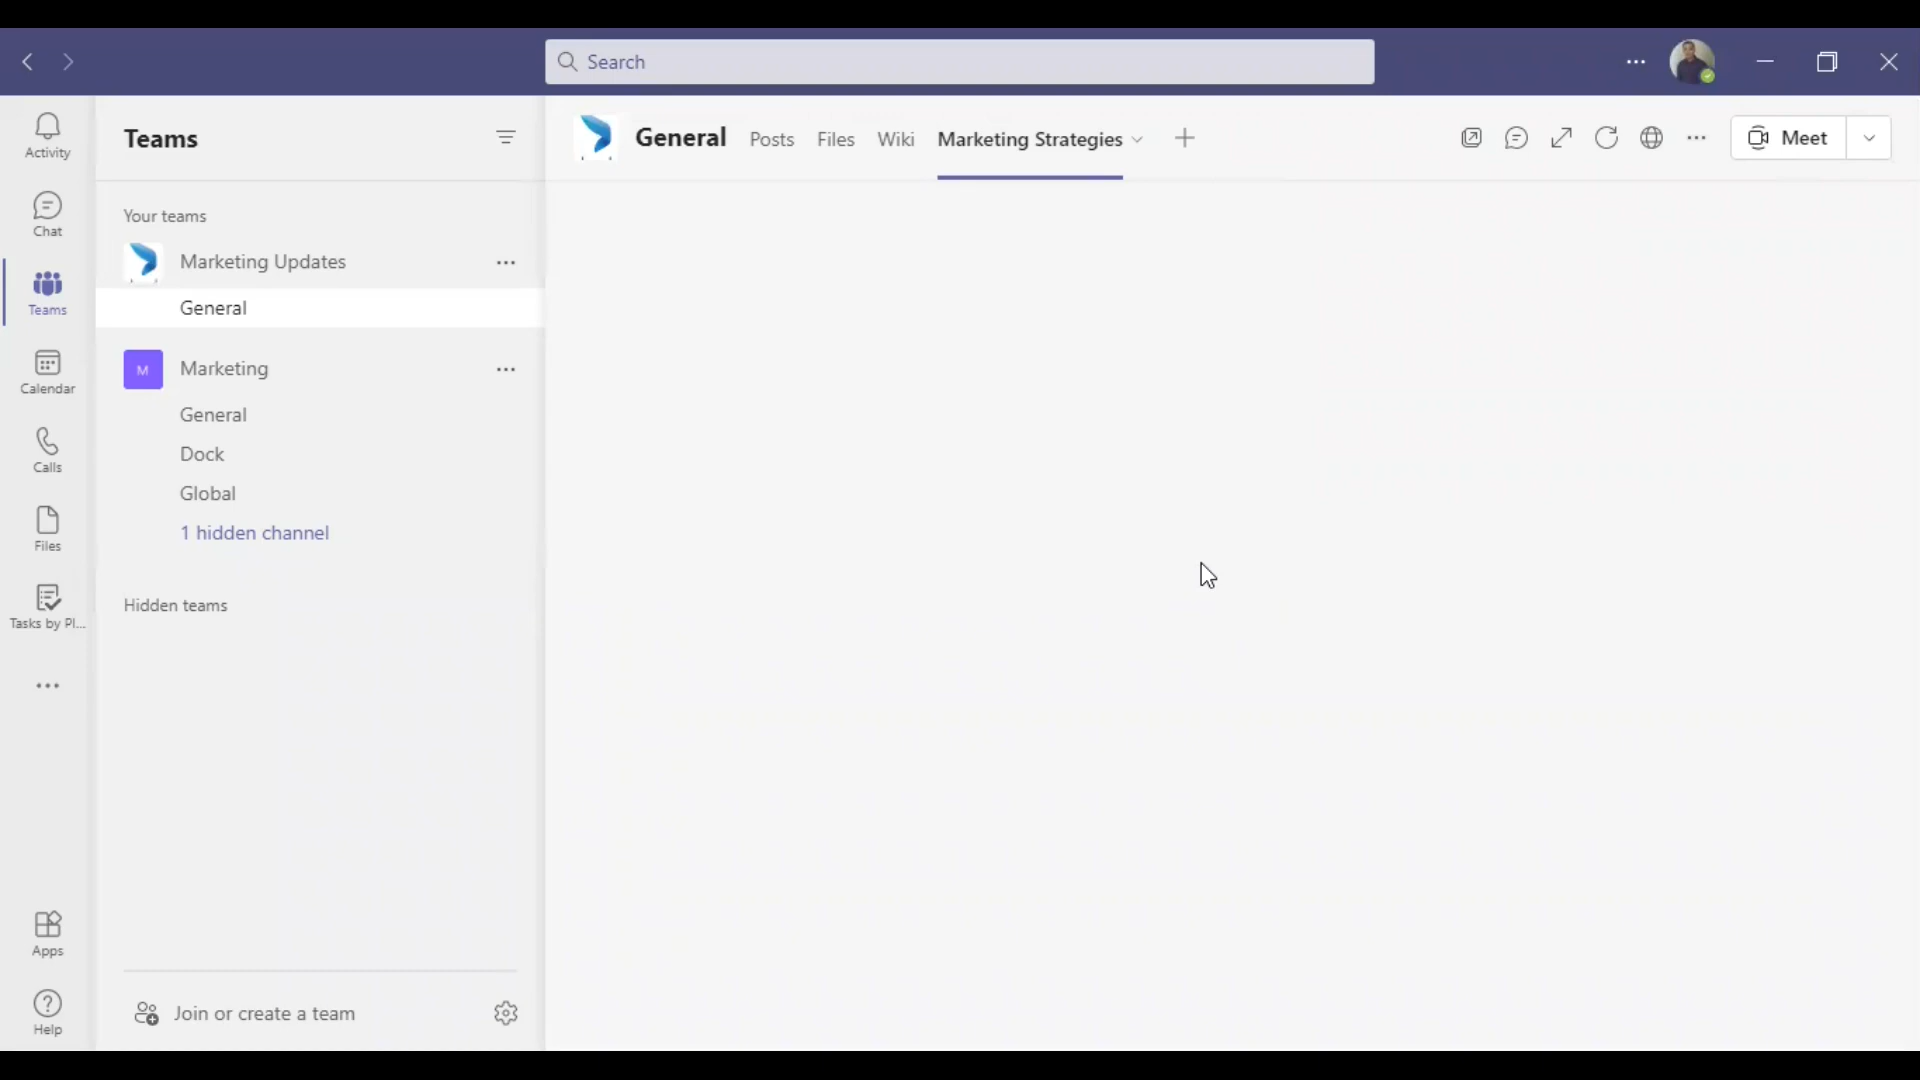 Search
Activity
Chat
Teams
Calendar
Calls
Files
Tasks by Pl...
Apps
Help
Teams
Your teams
Marketing Updates
General
M
Marketing
General
Dock
Global
1 hidden channel
Hidden teams
Join or create a team
General
Posts
Files
Wiki
Marketing Strategies
Meet